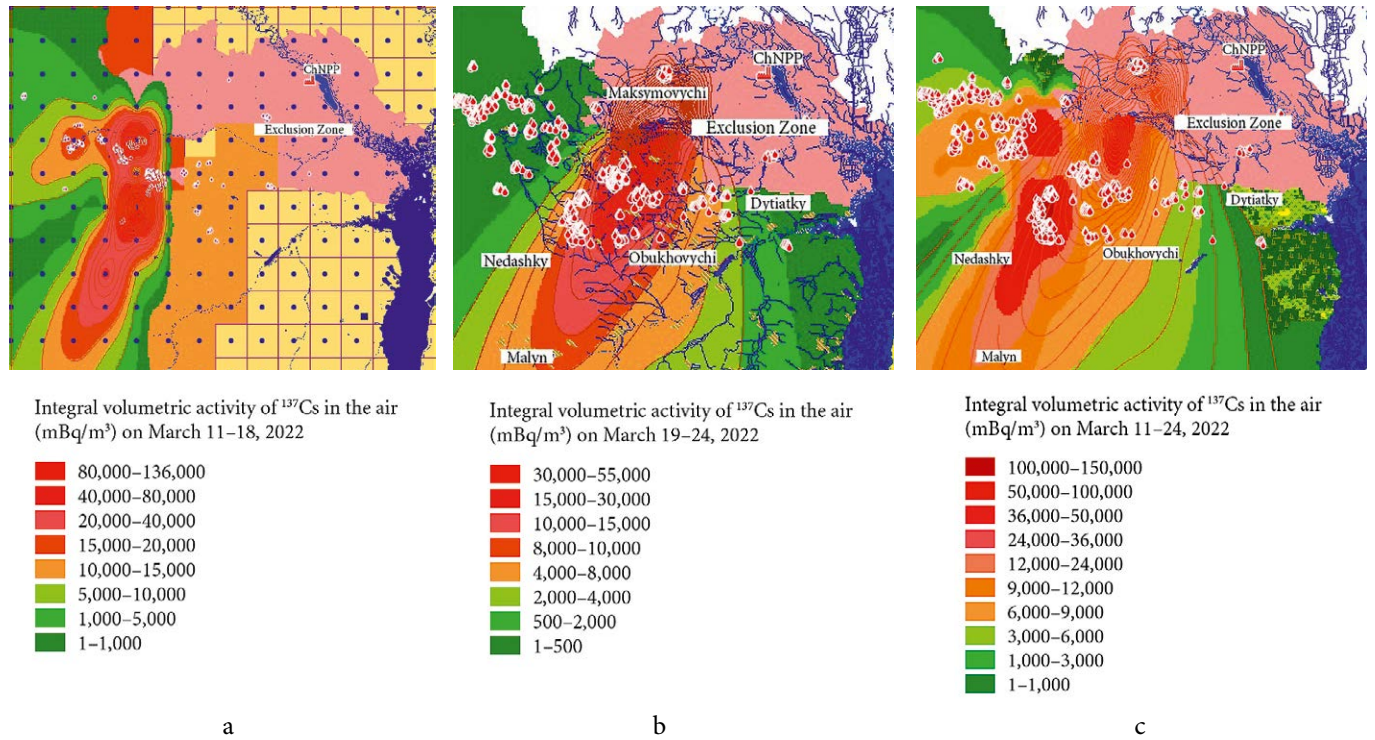 ChNPP
Exclusion Zone
ChNPP
Maksymovychi
Exclusion Zone
Dytiatky
Nedashky
Obukhovychi
Malyn
ChNPP
Exclusion Zone
Dytiatky
Nedashky
Obukhovychi
Malyn
Integral volumetric activity of ¹³⁷Cs in the air
(mBq/m³) on March 11–18, 2022
80,000–136,000
40,000–80,000
20,000–40,000
15,000–20,000
10,000–15,000
5,000–10,000
1,000–5,000
1–1,000
a
Integral volumetric activity of ¹³⁷Cs in the air
(mBq/m³) on March 19–24, 2022
30,000–55,000
15,000–30,000
10,000–15,000
8,000–10,000
4,000–8,000
2,000–4,000
500–2,000
1–500
b
Integral volumetric activity of ¹³⁷Cs in the air
(mBq/m³) on March 11–24, 2022
100,000–150,000
50,000–100,000
36,000–50,000
24,000–36,000
12,000–24,000
9,000–12,000
6,000–9,000
3,000–6,000
1,000–3,000
1–1,000
c